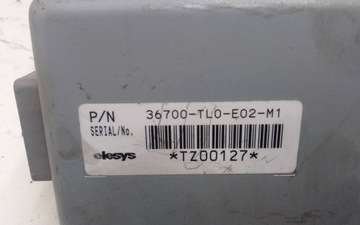 P/N 36700-TL0-E02-M1
SERIAL/No.
elesys *TZ00127*